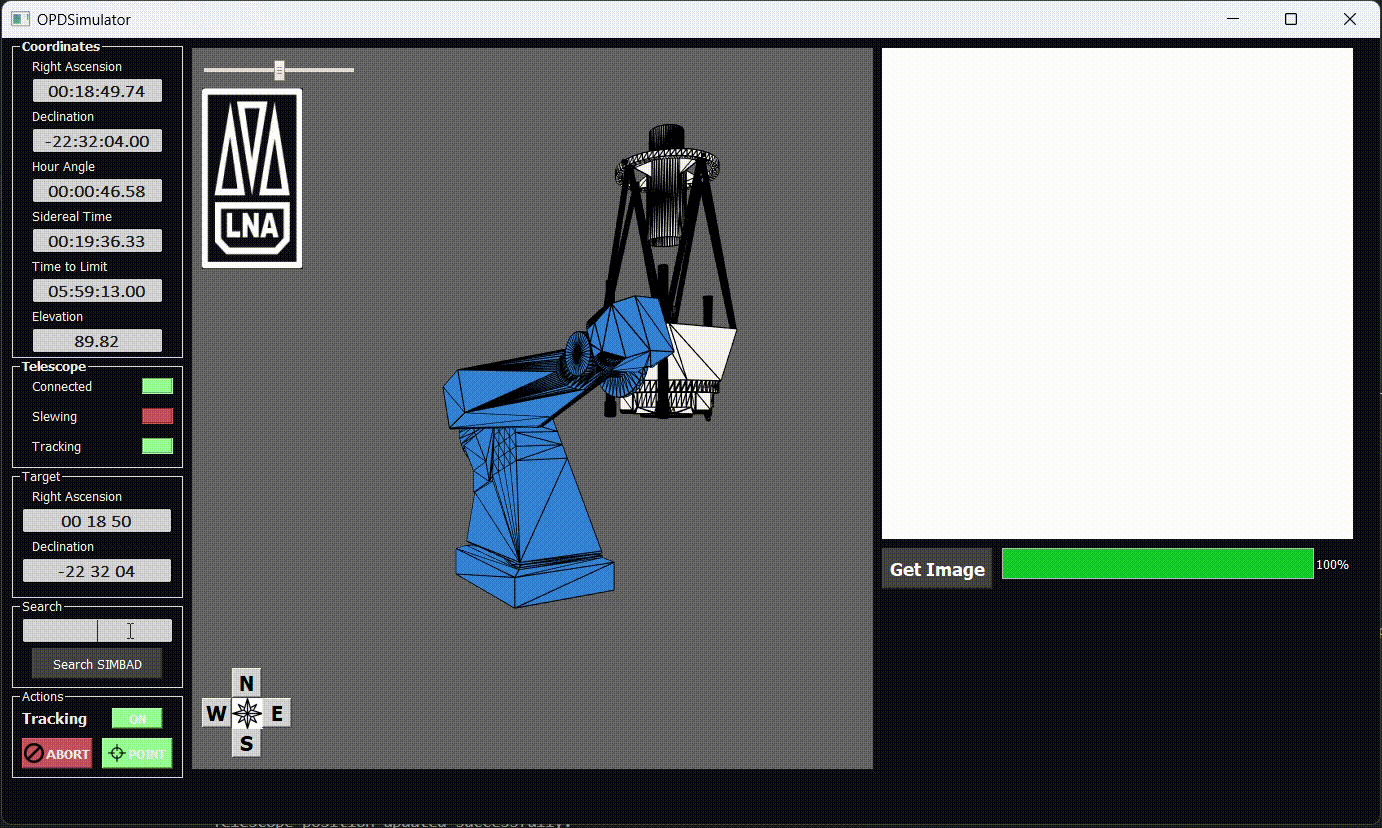 OPDSimulator
Coordinates
Right Ascension
00:18:49.74
Declination
-22:32:04.00
Hour Angle
00:00:46.58
Sidereal Time
00:19:36.33
Time to Limit
05:59:13.00
Elevation
89.82
Telescope
Connected
Slewing
Tracking
Target
Right Ascension
00 18 50
Declination
-22 32 04
Search
Search SIMBAD
Actions
Tracking ON
ABORT POINT
LNA
N
W E
S
Get Image 100%
Telescope position updated successfully.